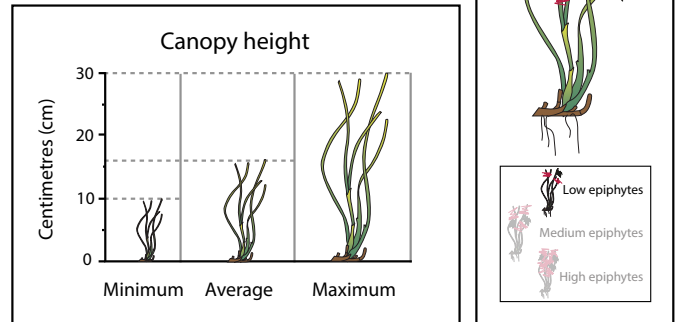 Canopy height
Centimetres (cm)
30
20
10
0
Minimum Average Maximum
Low epiphytes
Medium epiphytes
High epiphytes